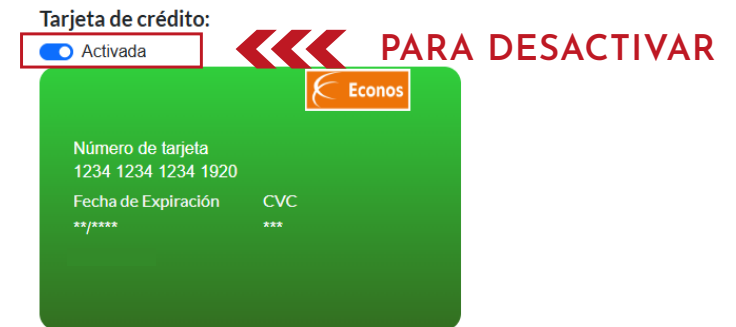 Tarjeta de crédito:
Activada
PARA DESACTIVAR
Econos
Número de tarjeta
1234 1234 1234 1920
Fecha de Expiración CVC
**/**** ***